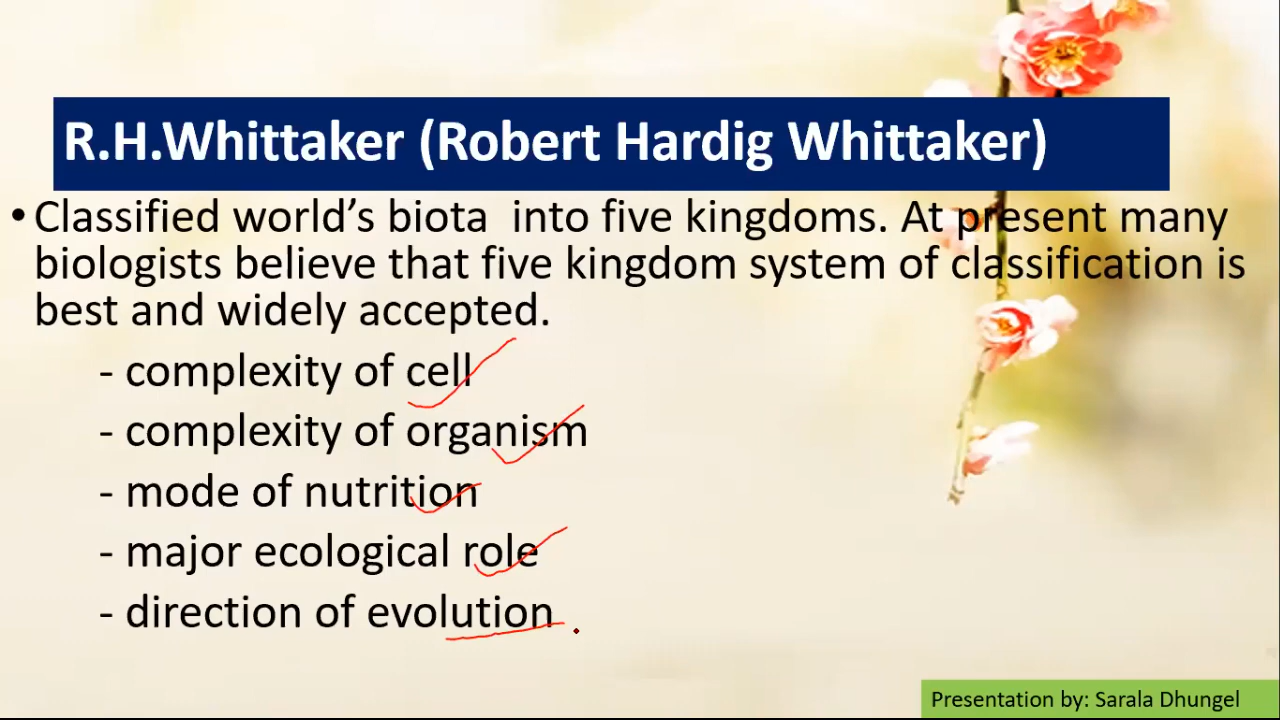 R.H.Whittaker (Robert Hardig Whittaker)
• Classified world's biota into five kingdoms. At present many
biologists believe that five kingdom system of classification is
best and widely accepted.
- complexity of cell
- complexity of organism
- mode of nutrition
- major ecological role
- direction of evolution
Presentation by: Sarala Dhungel